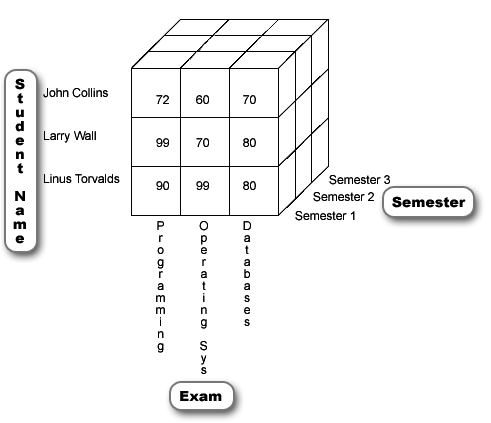 Student Name
John Collins
72 60 70
Larry Wall
99 70 80
Linus Torvalds
90 99 80
Semester 3
Semester 2
Semester 1
Semester
Programming
Operating Sys
Databases
Exam